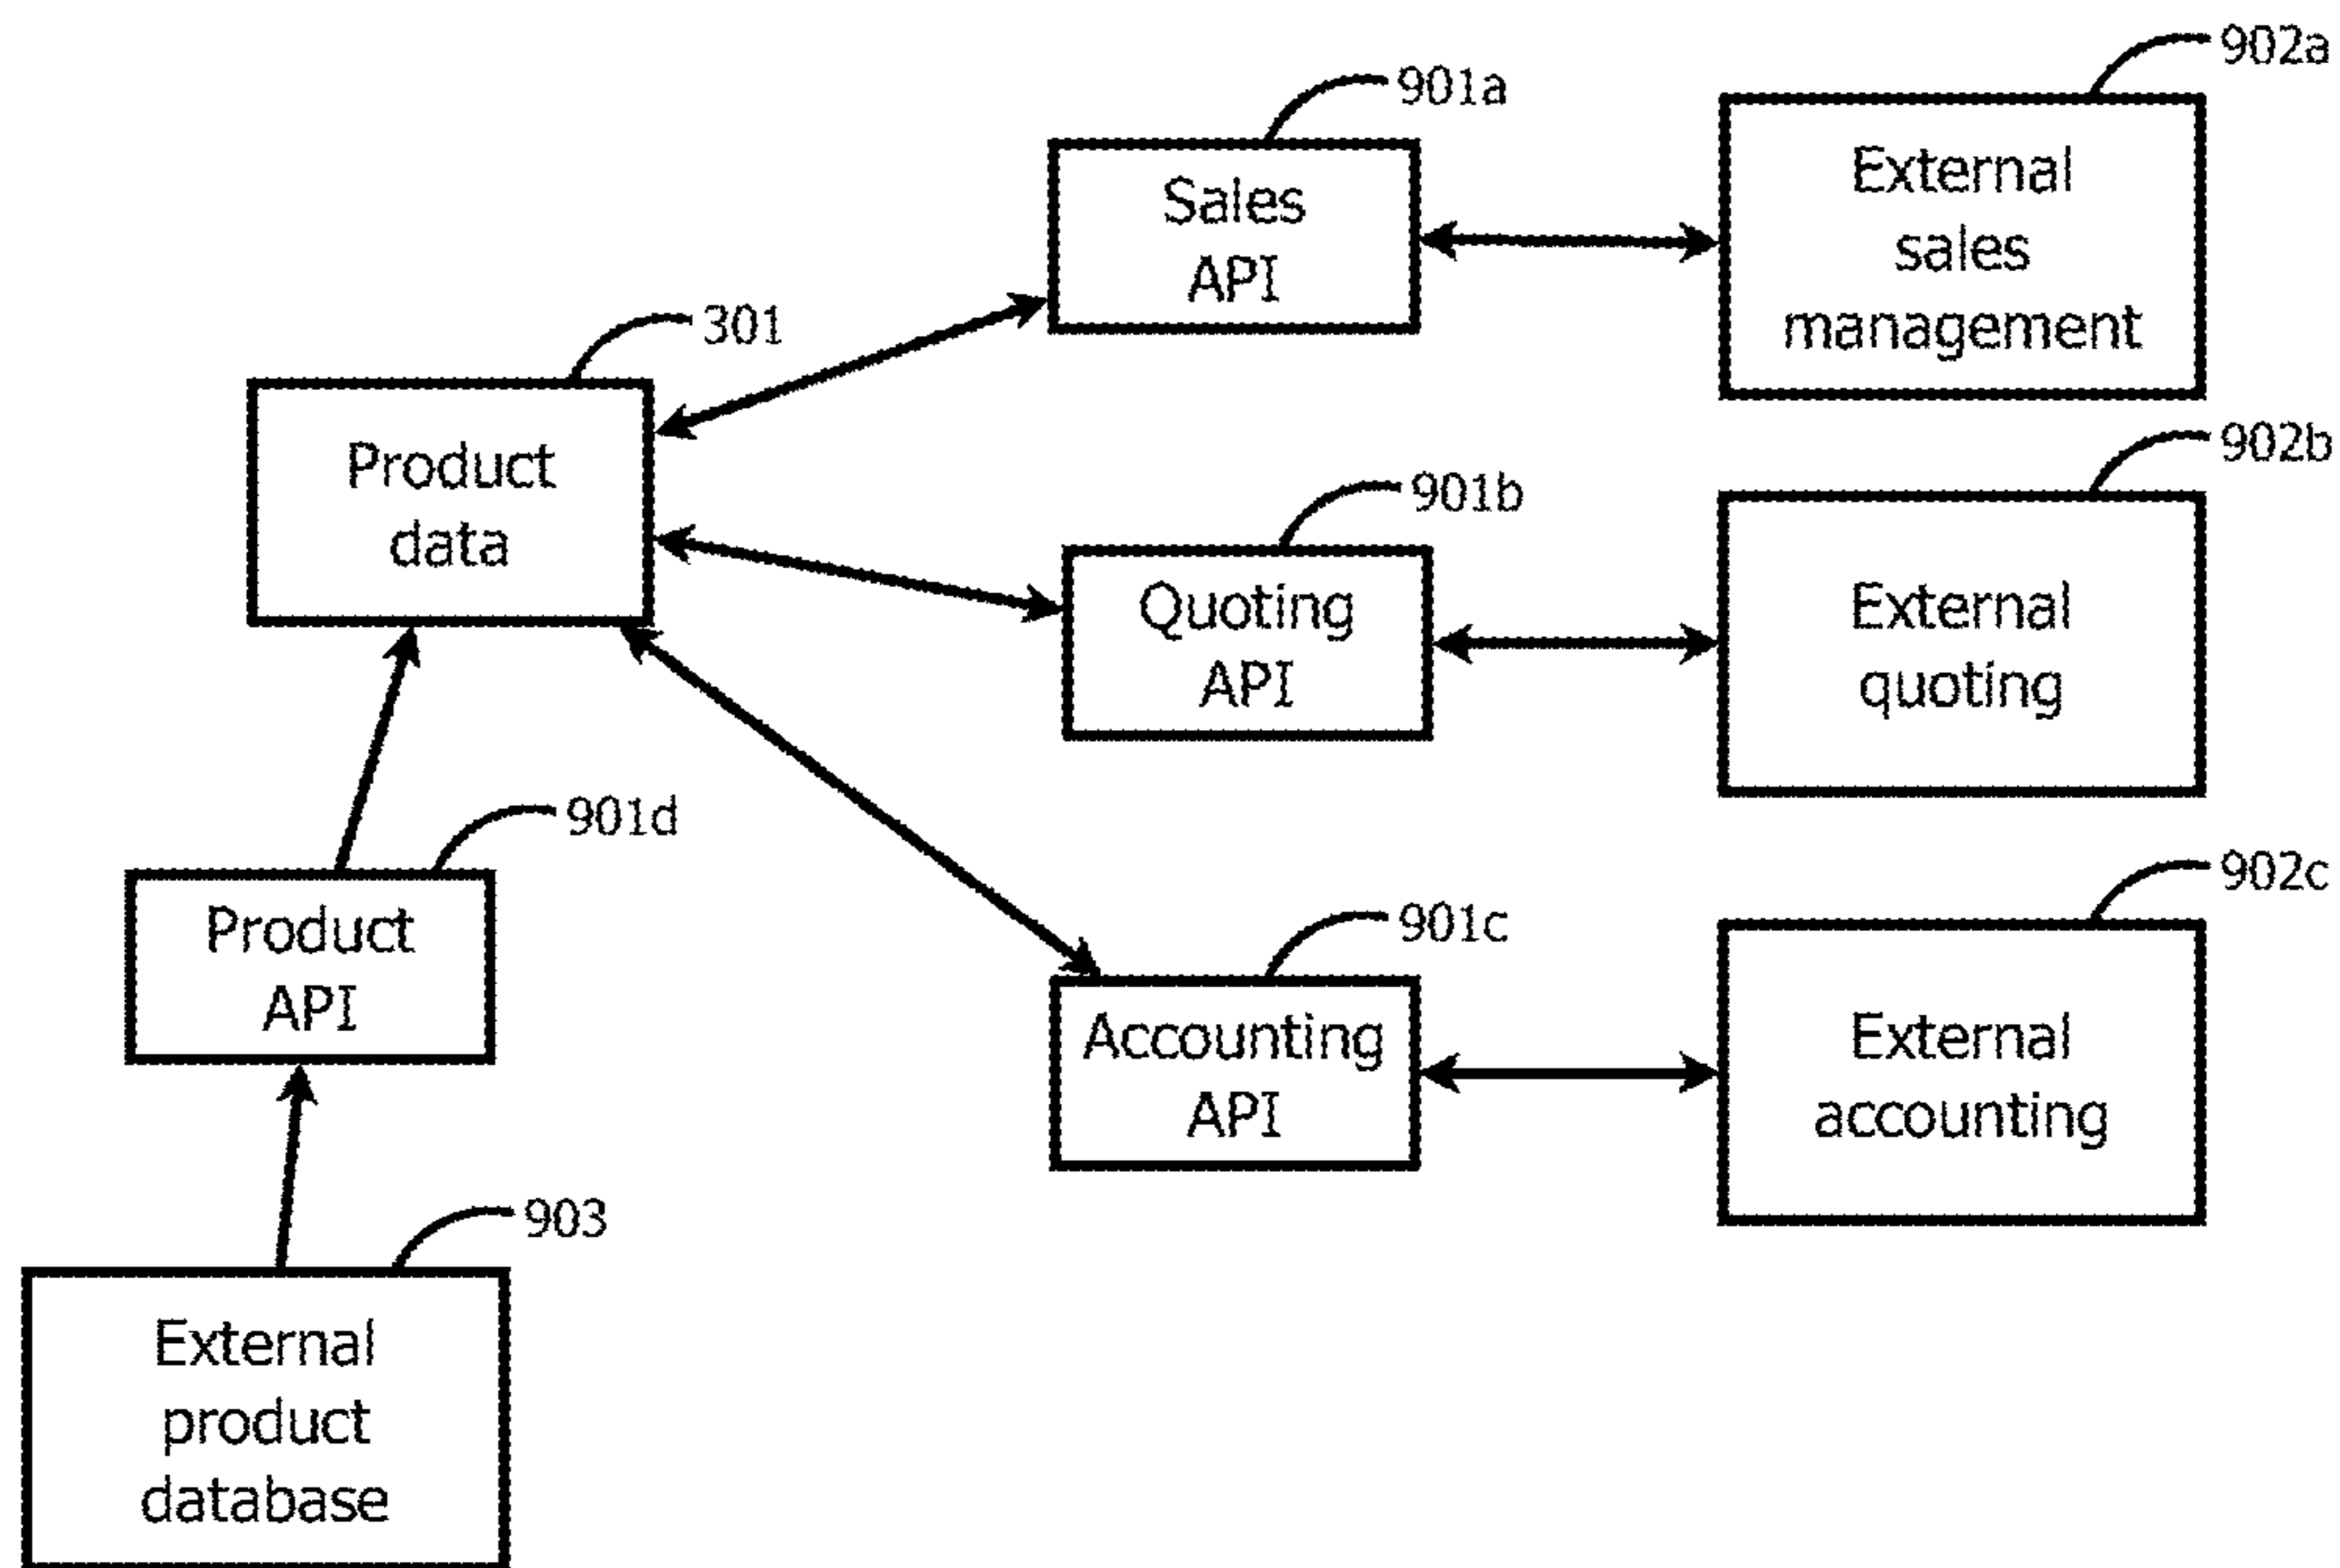 902a
901a
External
sales
management
Sales
API
301
Product
data
902b
901b
External
quoting
Quoting
API
901d
Product
API
902c
901c
External
accounting
Accounting
API
903
External
product
database